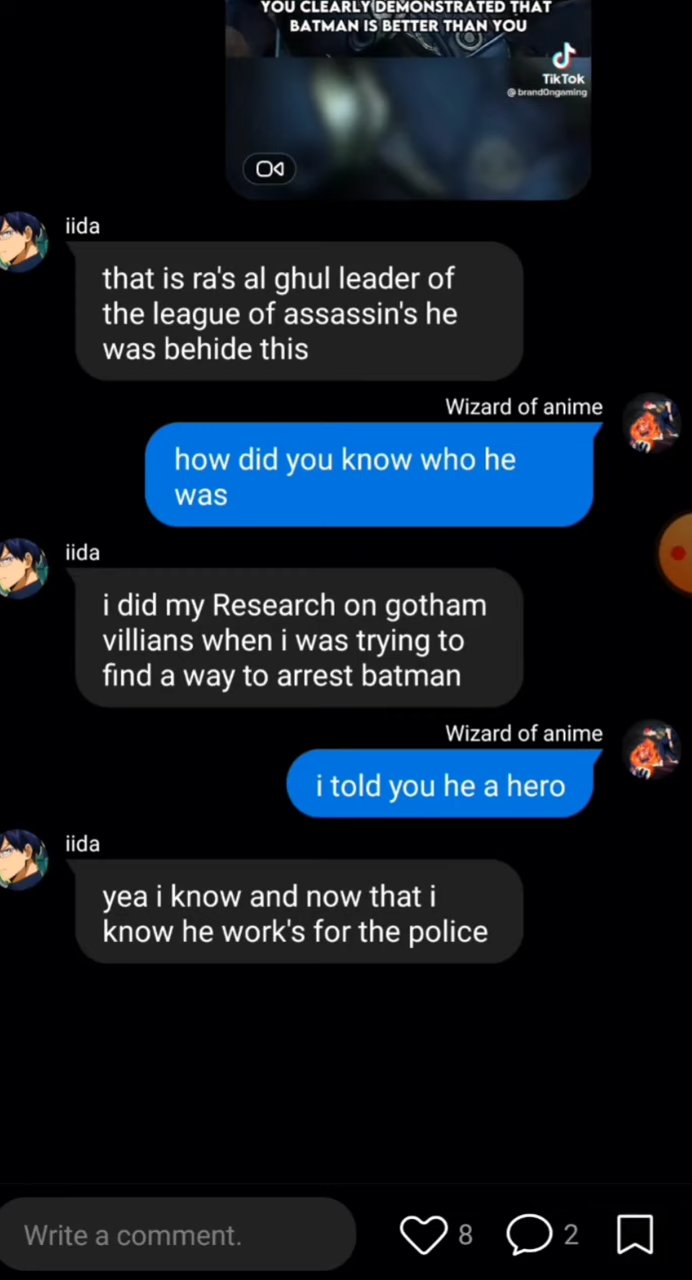 YOU CLEARLY DEMONSTRATED THAT
BATMAN IS BETTER THAN YOU
TikTok
@brand0ngaming
iida
that is ra's al ghul leader of
the league of assassin's he
was behide this
Wizard of anime
how did you know who he
was
iida
i did my Research on gotham
villians when i was trying to
find a way to arrest batman
Wizard of anime
i told you he a hero
iida
yea i know and now that i
know he work's for the police
Write a comment.
8
2